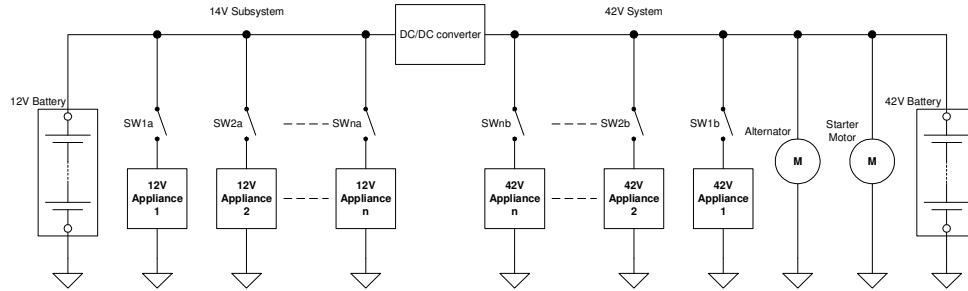 14V Subsystem
42V System
DC/DC converter
12V Battery
SW1a
SW2a
SWna
SWnb
SW2b
SW1b
Alternator
Starter
Motor
42V Battery
M
M
12V
Appliance
1
12V
Appliance
2
12V
Appliance
n
42V
Appliance
n
42V
Appliance
2
42V
Appliance
1